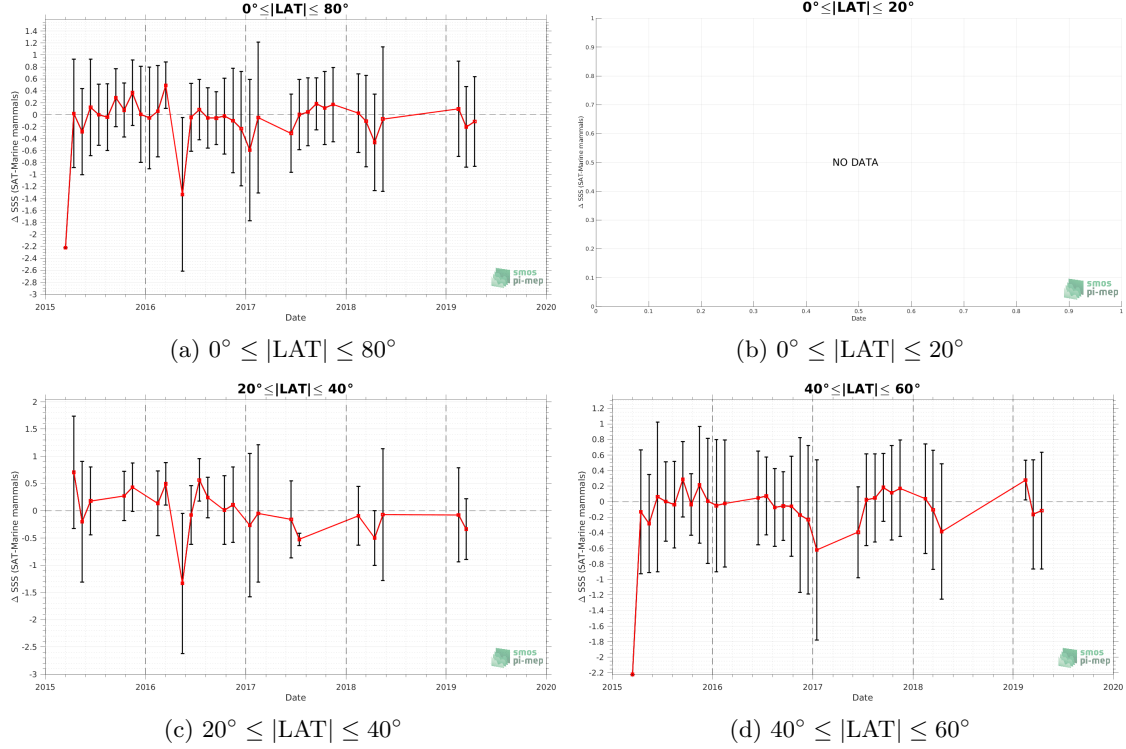 0°≤|LAT|≤ 80°
Δ SSS (SAT-Marine mammals)
1.4
1.2
1
0.8
0.6
0.4
0.2
0
-0.2
-0.4
-0.6
-0.8
-1
-1.2
-1.4
-1.6
-1.8
-2
-2.2
-2.4
-2.6
-2.8
-3
2015 2016 2017 2018 2019 2020
Date
smos
pi-mep
(a) 0° ≤ |LAT| ≤ 80°
0°≤|LAT|≤ 20°
Δ SSS (SAT-Marine mammals)
1
0.9
0.8
0.7
0.6
0.5
0.4
0.3
0.2
0.1
0
NO DATA
0 0.1 0.2 0.3 0.4 0.5 0.6 0.7 0.8 0.9 1
Date
smos
pi-mep
(b) 0° ≤ |LAT| ≤ 20°
20°≤|LAT|≤ 40°
Δ SSS (SAT-Marine mammals)
2
1.5
1
0.5
0
-0.5
-1
-1.5
-2
-2.5
-3
2015 2016 2017 2018 2019 2020
Date
smos
pi-mep
(c) 20° ≤ |LAT| ≤ 40°
40°≤|LAT|≤ 60°
Δ SSS (SAT-Marine mammals)
1.2
1
0.8
0.6
0.4
0.2
0
-0.2
-0.4
-0.6
-0.8
-1
-1.2
-1.4
-1.6
-1.8
-2
-2.2
2015 2016 2017 2018 2019 2020
Date
smos
pi-mep
(d) 40° ≤ |LAT| ≤ 60°